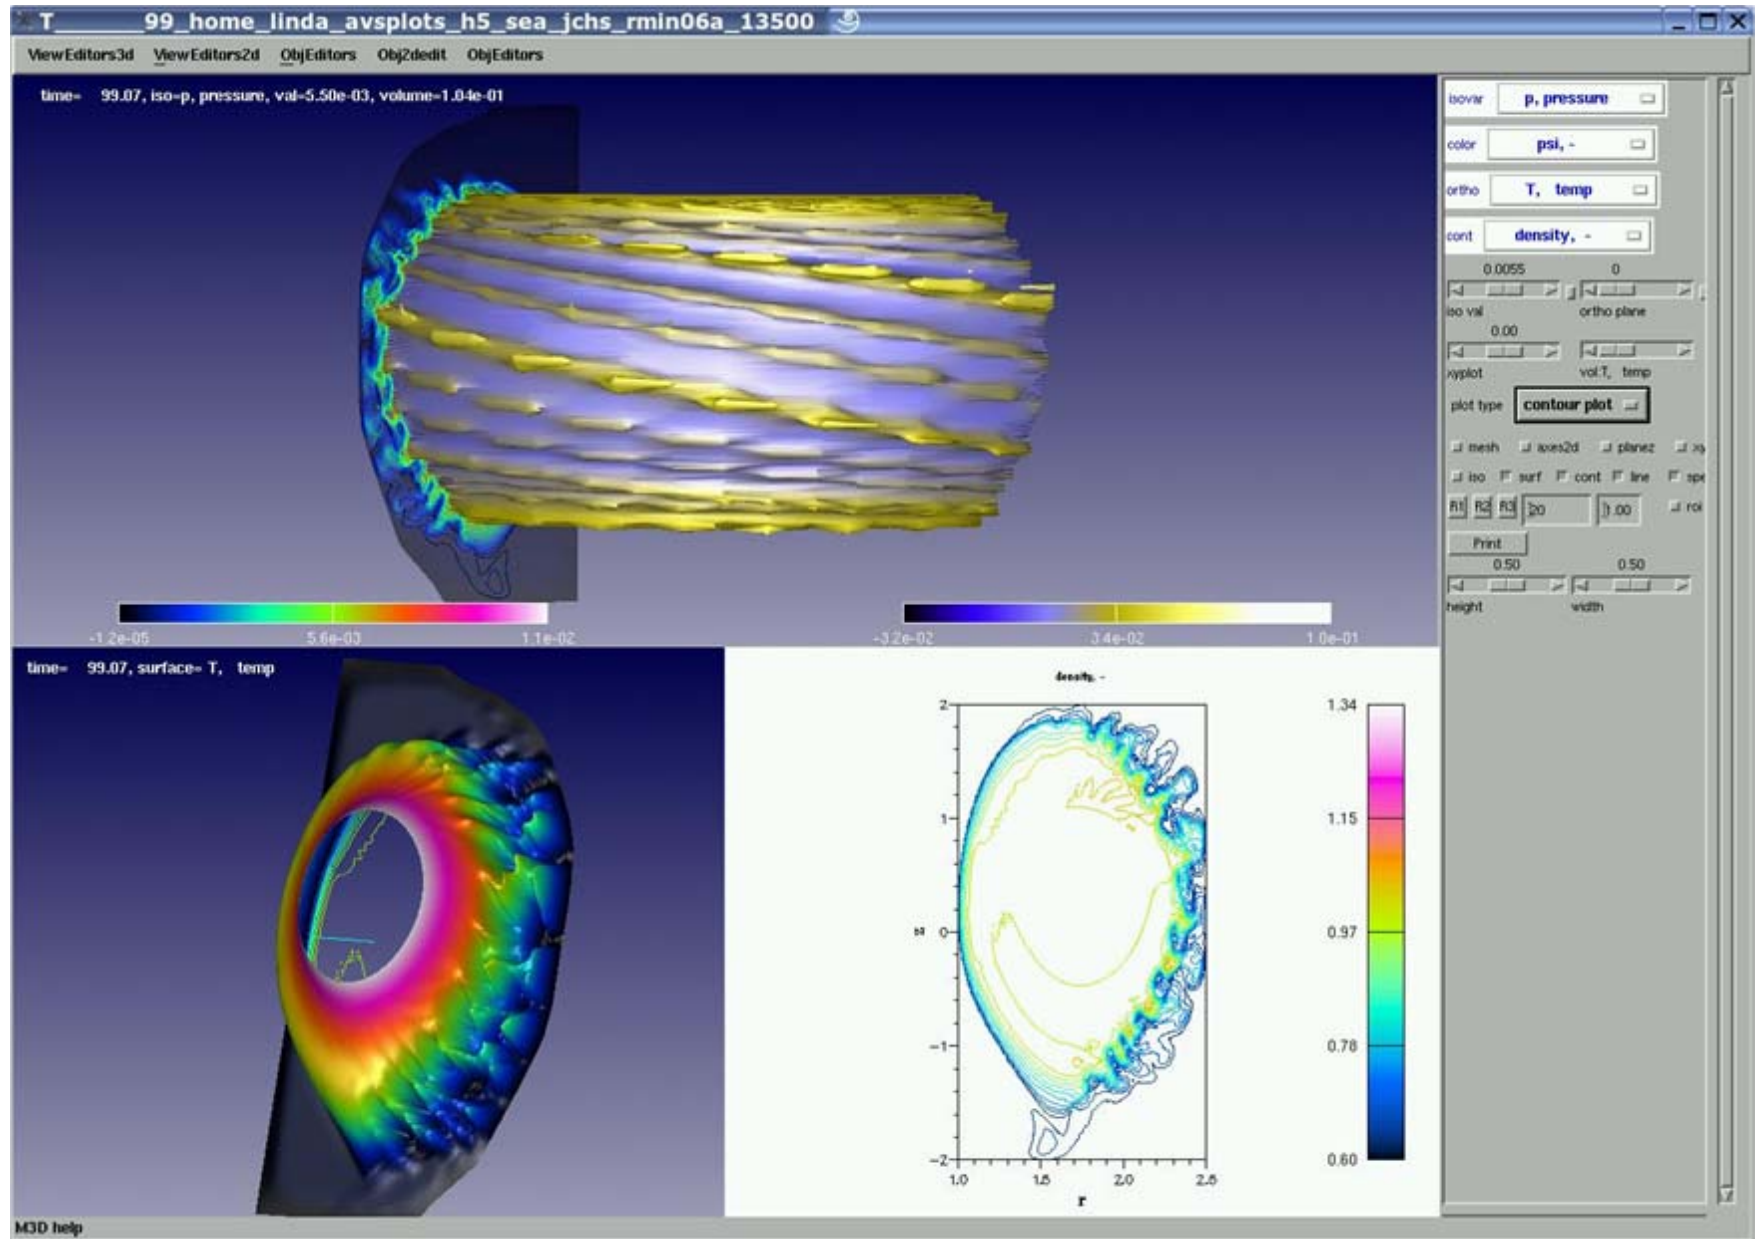 T______99_home_linda_avsplots_h5_sea_jchs_rmin06a_13500
ViewEditors3d ViewEditors2d ObjEditors Obj2dedit ObjEditors
time= 99.07, iso=p, pressure, val=5.50e-03, volume=1.04e-01
-1.2e-05 5.6e-03 1.1e-02
-3.2e-02 3.4e-02 1.0e-01
time= 99.07, surface= T, temp
density, -
2
1
0
-1
-2
z
1.0 1.5 2.0 2.5
r
1.34
1.15
0.97
0.78
0.60
isovar p, pressure
color psi, -
ortho T, temp
cont density, -
0.0055 0
iso val ortho plane
0.00
xyplot vol:T, temp
plot type contour plot
mesh axes2d planez xy
iso surf cont line spe
R1 R2 R3 20 1.00 rol
Print
0.50 0.50
height width
M3D help